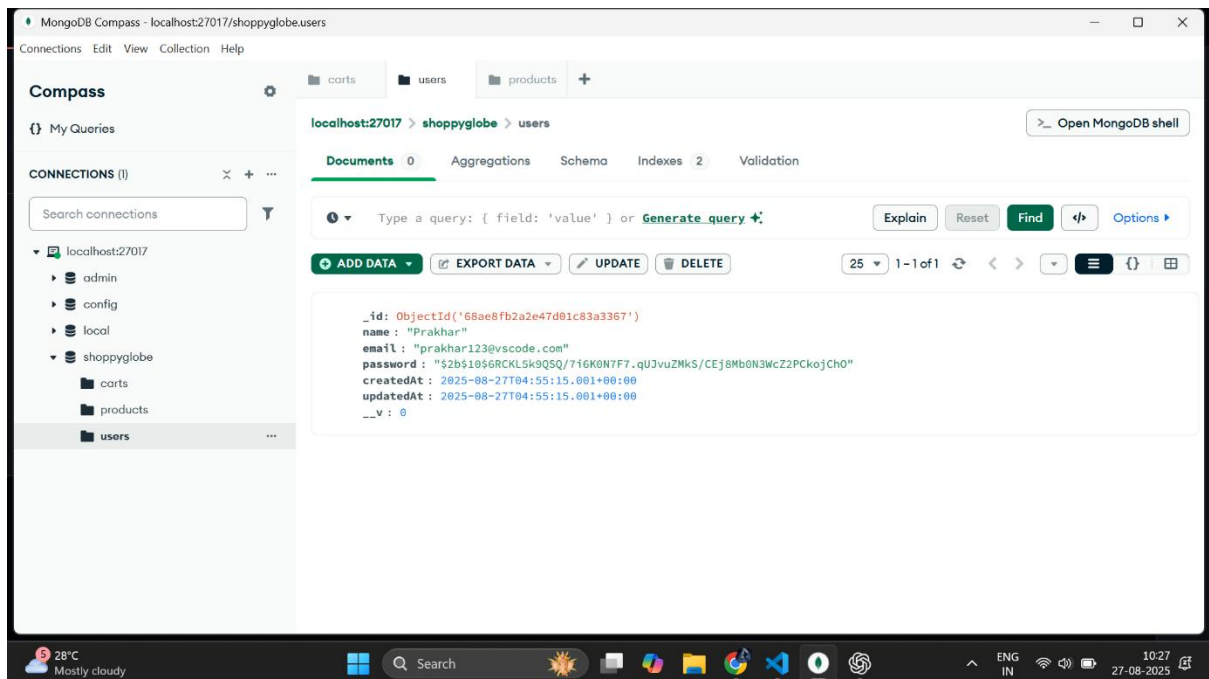 MongoDB Compass - localhost:27017/shoppyglobe.users
Connections Edit View Collection Help
Compass
{} My Queries
CONNECTIONS (1)
Search connections
localhost:27017
admin
config
local
shoppyglobe
carts
products
users
carts users products
localhost:27017 > shoppyglobe > users
>_ Open MongoDB shell
Documents 0 Aggregations Schema Indexes 2 Validation
Type a query: { field: 'value' } or Generate query
Explain Reset Find </> Options
ADD DATA EXPORT DATA UPDATE DELETE
25 1-1 of 1 {}
_id: ObjectId('68ae8fb2a2e47d01c83a3367')
name : "Prakhar"
email : "prakhar123@vscode.com"
password : "$2b$10$6RCKL5k9QSQ/7i6K0N7F7.qUJvuZMkS/CEj8Mb0N3WcZ2PCkojChO"
createdAt : 2025-08-27T04:55:15.001+00:00
updatedAt : 2025-08-27T04:55:15.001+00:00
__v : 0
5
28°C
Mostly cloudy
Search
ENG
IN
10:27
27-08-2025